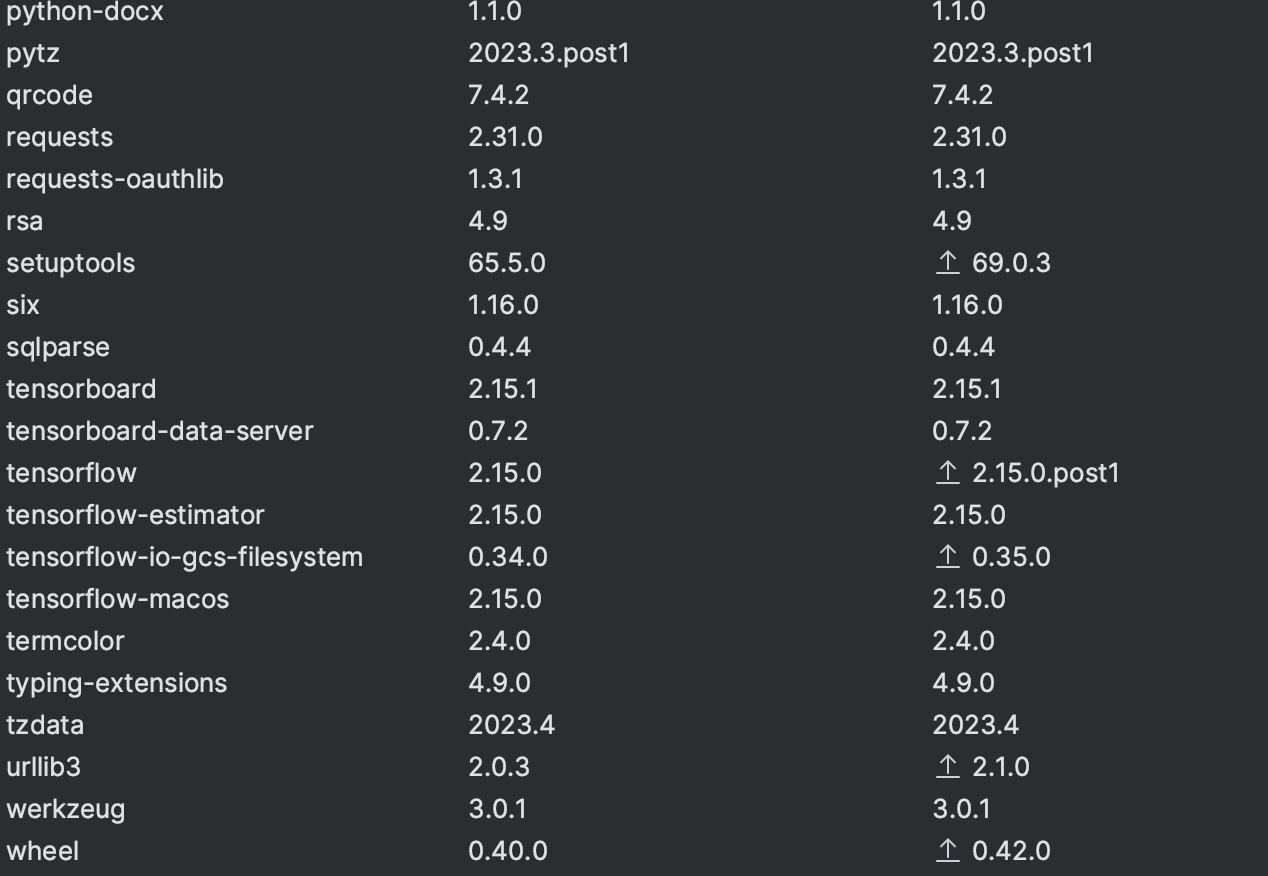 python-docx 1.1.0 1.1.0
pytz 2023.3.post1 2023.3.post1
qrcode 7.4.2 7.4.2
requests 2.31.0 2.31.0
requests-oauthlib 1.3.1 1.3.1
rsa 4.9 4.9
setuptools 65.5.0 69.0.3
six 1.16.0 1.16.0
sqlparse 0.4.4 0.4.4
tensorboard 2.15.1 2.15.1
tensorboard-data-server 0.7.2 0.7.2
tensorflow 2.15.0 2.15.0.post1
tensorflow-estimator 2.15.0 2.15.0
tensorflow-io-gcs-filesystem 0.34.0 0.35.0
tensorflow-macos 2.15.0 2.15.0
termcolor 2.4.0 2.4.0
typing-extensions 4.9.0 4.9.0
tzdata 2023.4 2023.4
urllib3 2.0.3 2.1.0
werkzeug 3.0.1 3.0.1
wheel 0.40.0 0.42.0